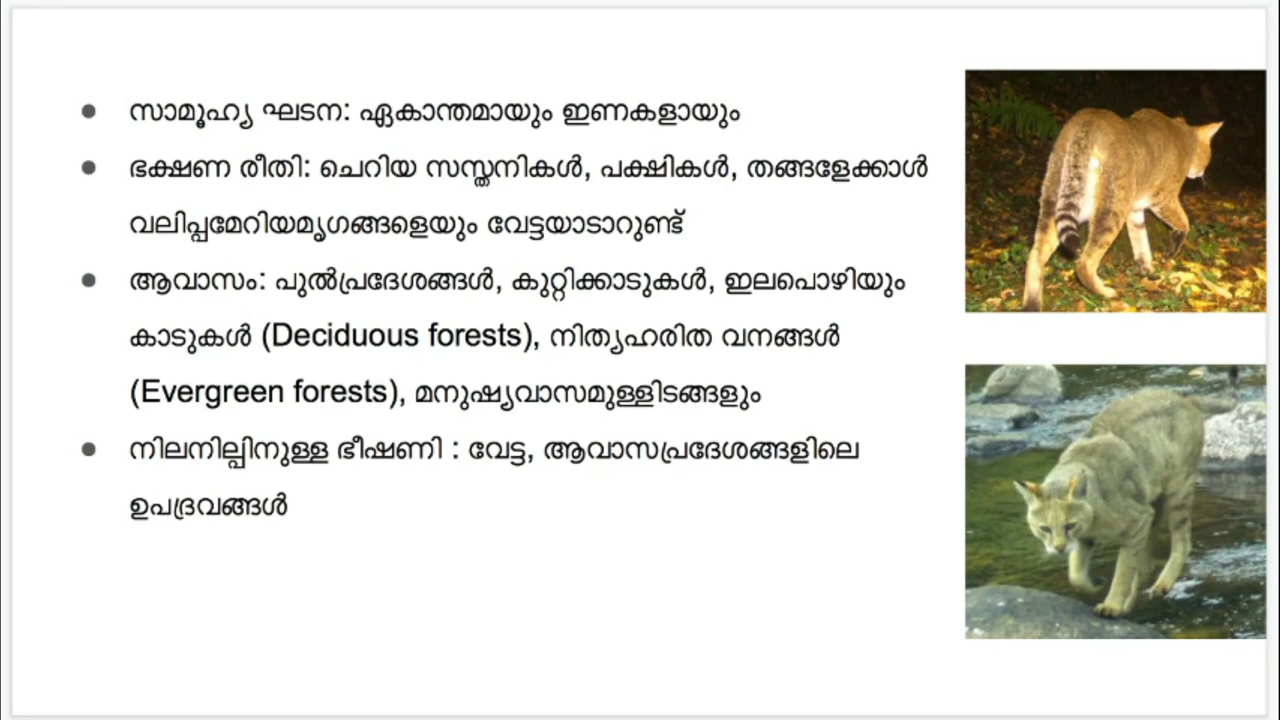 സാമൂഹ്യ ഘടന: ഏകാന്തമായും ഇണകളായും
ഭക്ഷണ രീതി: ചെറിയ സസ്തനികൾ, പക്ഷികൾ, തങ്ങളേക്കാൾ
വലിപ്പമേറിയമൃഗങ്ങളെയും വേട്ടയാടാറുണ്ട്
ആവാസം: പുൽപ്രദേശങ്ങൾ, കുറ്റിക്കാടുകൾ, ഇലപൊഴിയും
കാടുകൾ (Deciduous forests), നിത്യഹരിത വനങ്ങൾ
(Evergreen forests), മനുഷ്യവാസമുള്ളിടങ്ങളും
നിലനില്പിനുള്ള ഭീഷണി : വേട്ട, ആവാസപ്രദേശങ്ങളിലെ
ഉപദ്രവങ്ങൾ